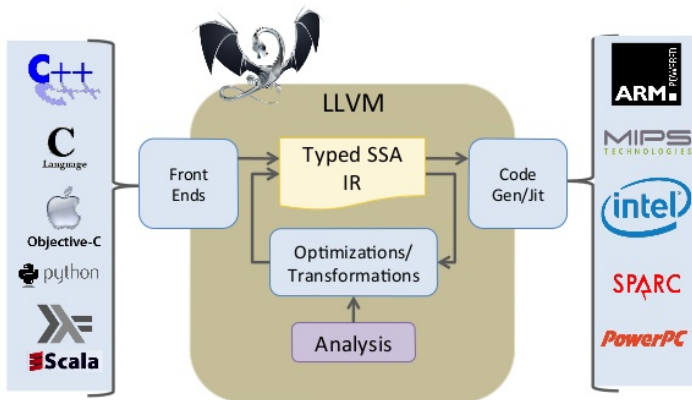 C++
C
Language
Objective-C
python
Scala
Front
Ends
LLVM
Typed SSA
IR
Optimizations/
Transformations
Analysis
Code
Gen/Jit
ARM
POWERED
MIPS
TECHNOLOGIES
intel
SPARC
PowerPC